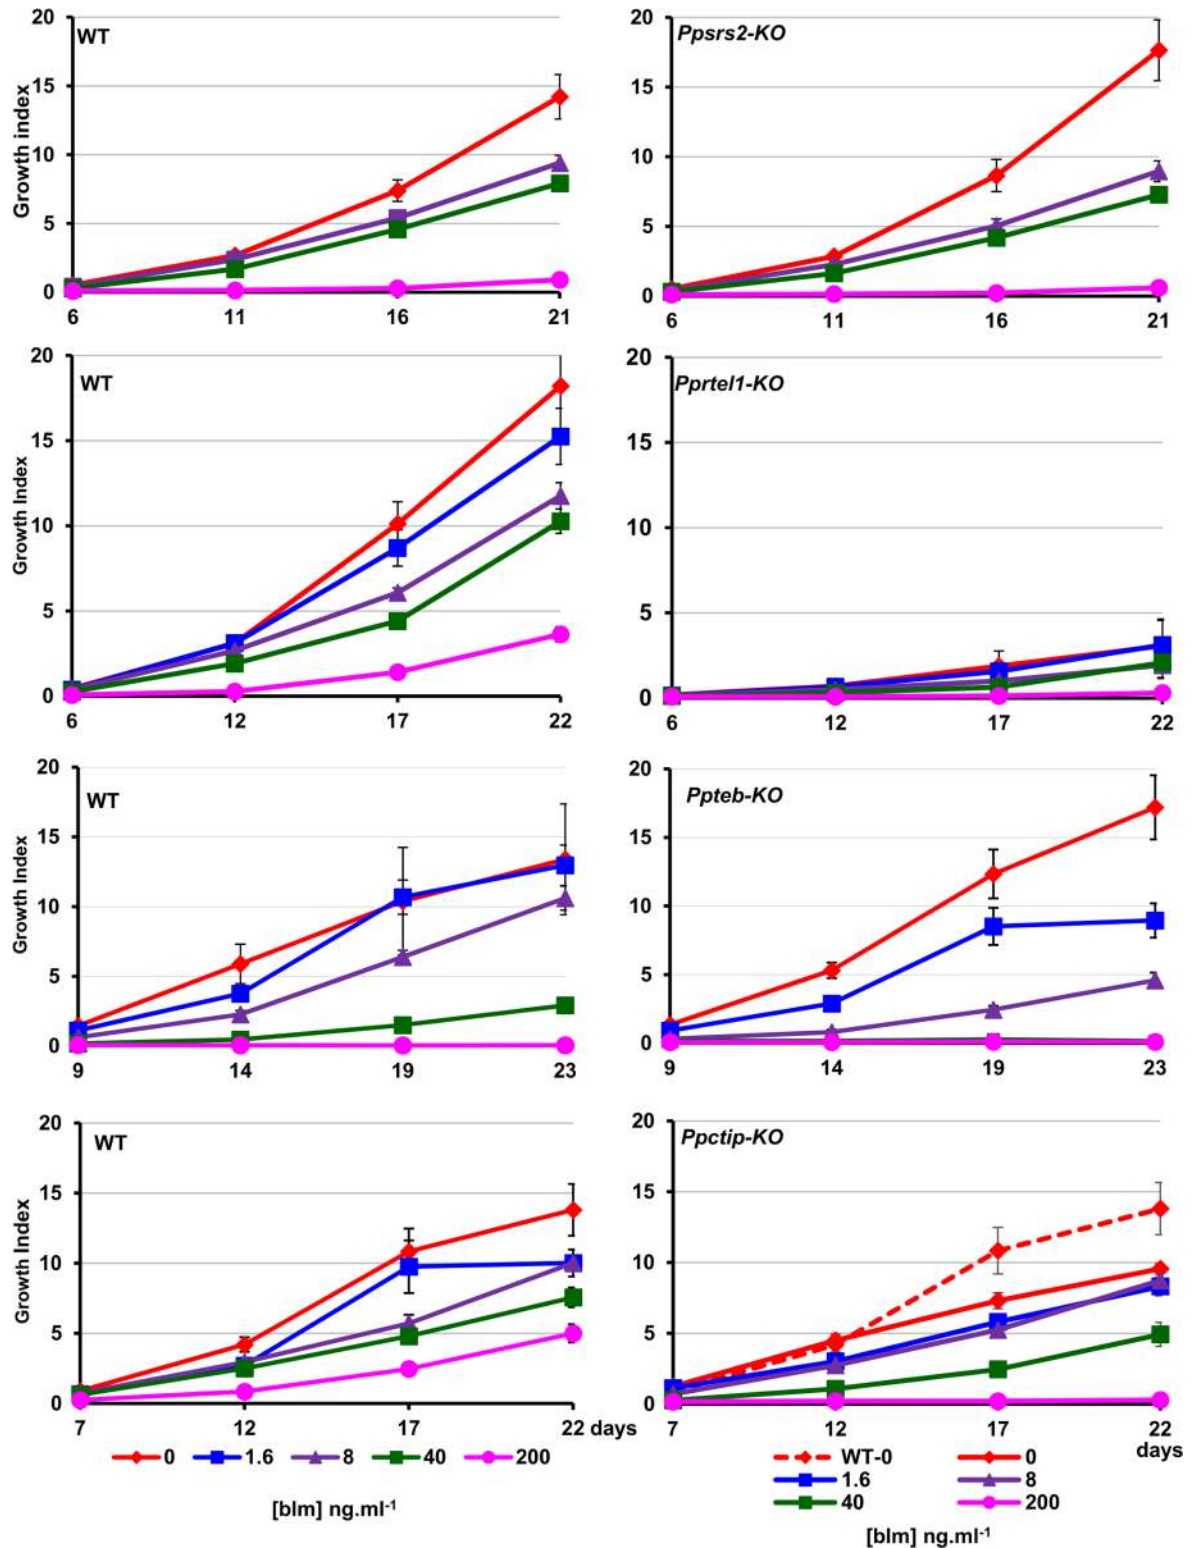 WT
Growth index
20
15
10
5
0
6 11 16 21
Ppsrs2-KO
20
15
10
5
0
6 11 16 21
WT
Growth Index
20
15
10
5
0
6 12 17 22
Pprtel1-KO
20
15
10
5
0
6 12 17 22
WT
Growth Index
20
15
10
5
0
9 14 19 23
Ppteb-KO
20
15
10
5
0
9 14 19 23
WT
Growth Index
20
15
10
5
0
7 12 17 22 days
0 1.6 8 40 200
[blm] ng.ml-1
Ppctip-KO
20
15
10
5
0
7 12 17 22
days
WT-0 0
1.6 8
40 200
[blm] ng.ml-1